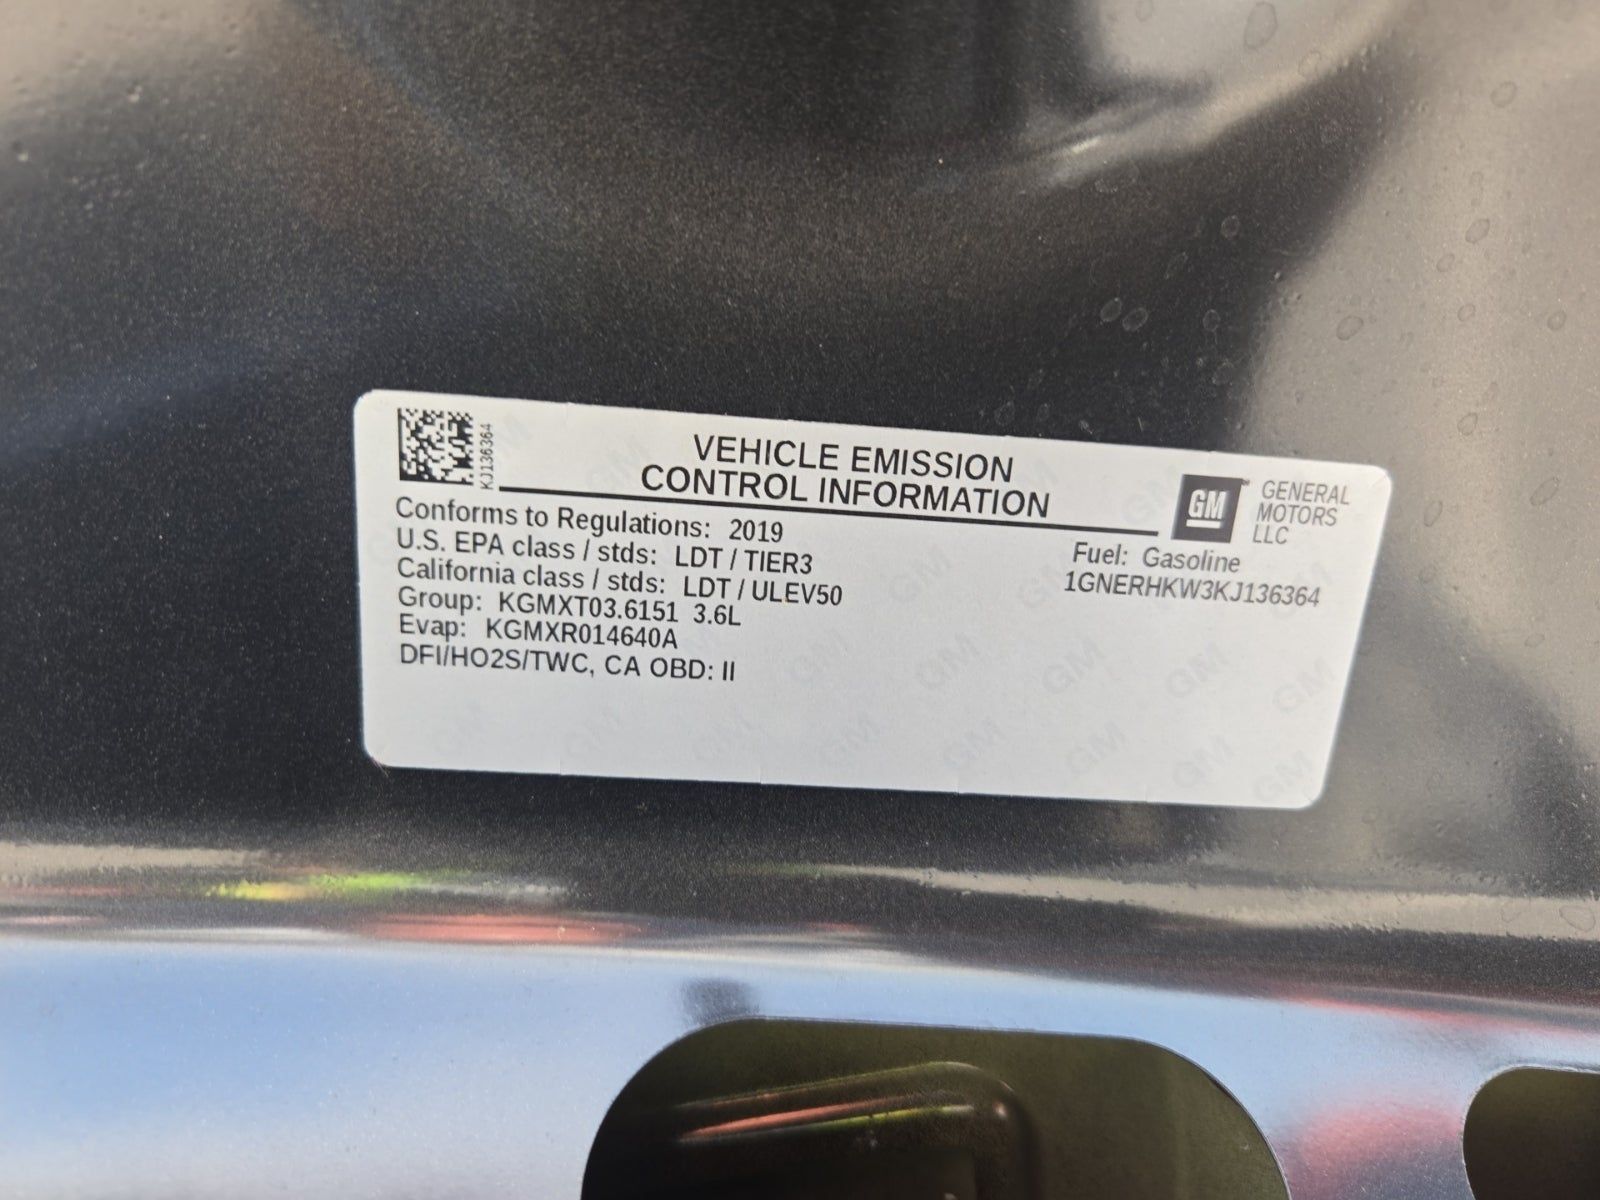 KJ136364
VEHICLE EMISSION
CONTROL INFORMATION
GM
GENERAL
MOTORS
LLC
Conforms to Regulations: 2019
U.S. EPA class / stds: LDT / TIER3
California class / stds: LDT / ULEV50
Group: KGMXT03.6151 3.6L
Evap: KGMXR014640A
DFI/HO2S/TWC, CA OBD: II
Fuel: Gasoline
1GNERHKW3KJ136364